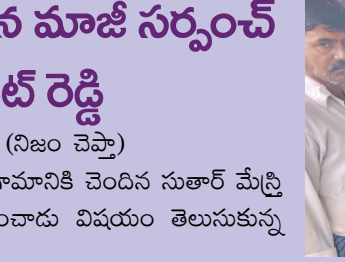 న మాజీ సర్పంచ్
ట్ రెడ్డి
(నిజం చెప్తా)
ామానికి చెందిన సుతార్ మేస్త్రి
ంచాడు విషయం తెలుసుకున్న